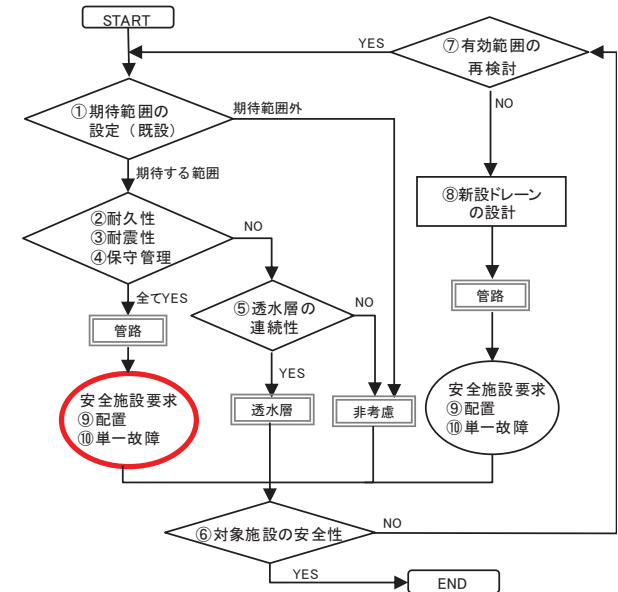 START
YES
⑦有効範囲の
再検討
①期待範囲の
設定（既設）
期待範囲外
NO
期待する範囲
⑧新設ドレーン
の設計
②耐久性
③耐震性
④保守管理
NO
全てYES
管路
⑤透水層の
連続性
NO
管路
YES
安全施設要求
⑨配置
⑩単一故障
透水層
非考慮
安全施設要求
⑨配置
⑩単一故障
⑥対象施設の安全性
NO
YES
END